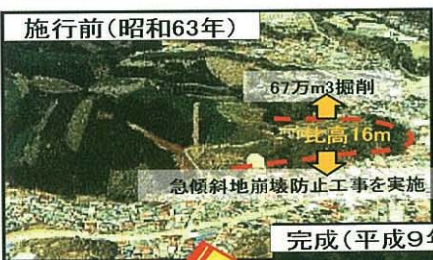 施行前(昭和63年)
67万m3掘削
比高16m
急傾斜地崩壊防止工事を実施
完成(平成9年